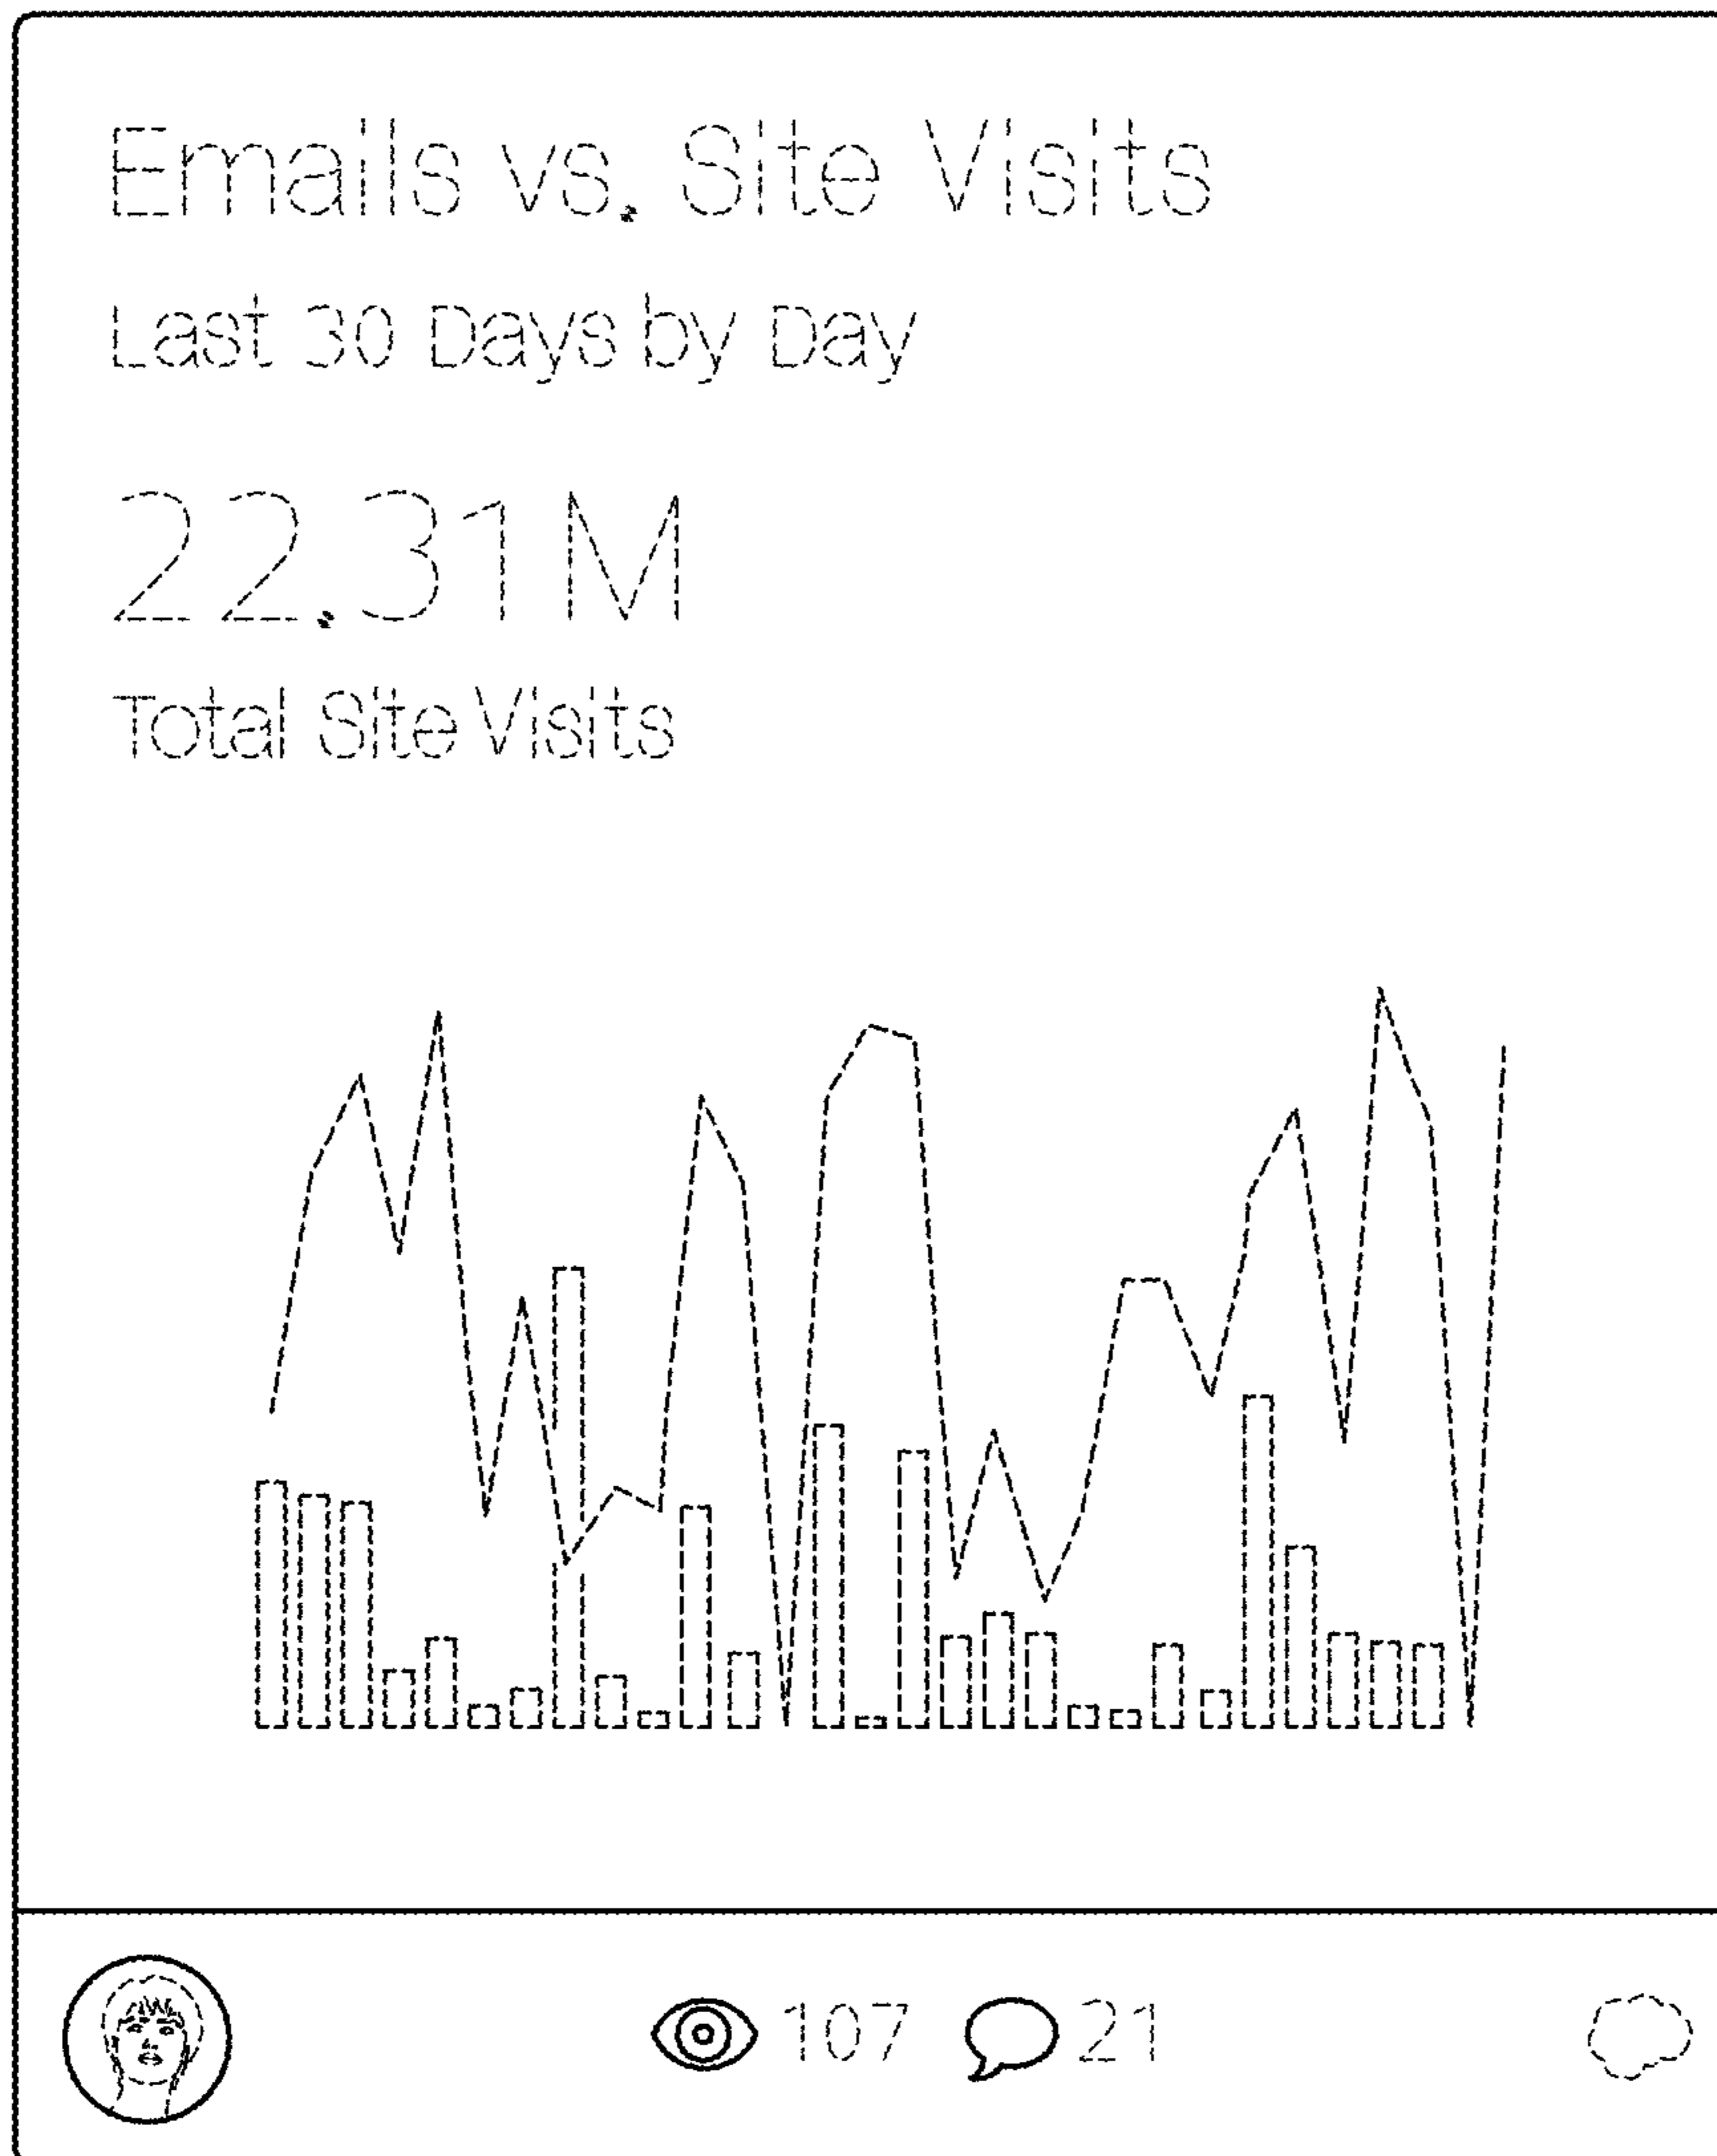 Emails vs. Site Visits
Last 30 Days by Day
22.31M
Total Site Visits
107 21